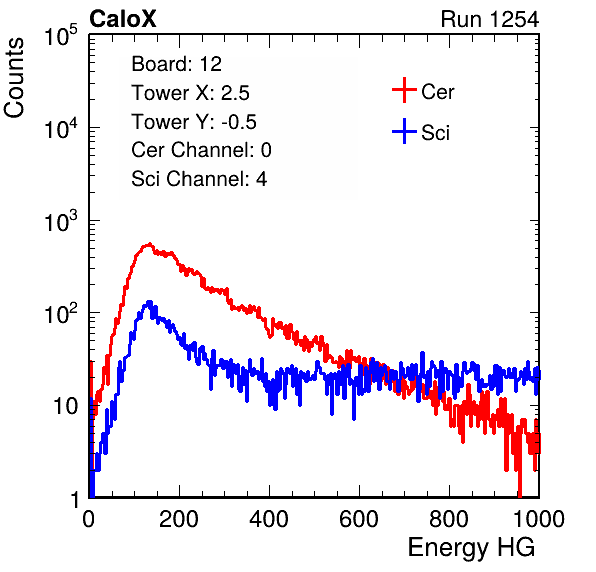 CaloX Run 1254
Counts
10^5
10^4
10^3
10^2
10
1
Board: 12
Tower X: 2.5
Tower Y: -0.5
Cer Channel: 0
Sci Channel: 4
Cer
Sci
0 200 400 600 800 1000
Energy HG